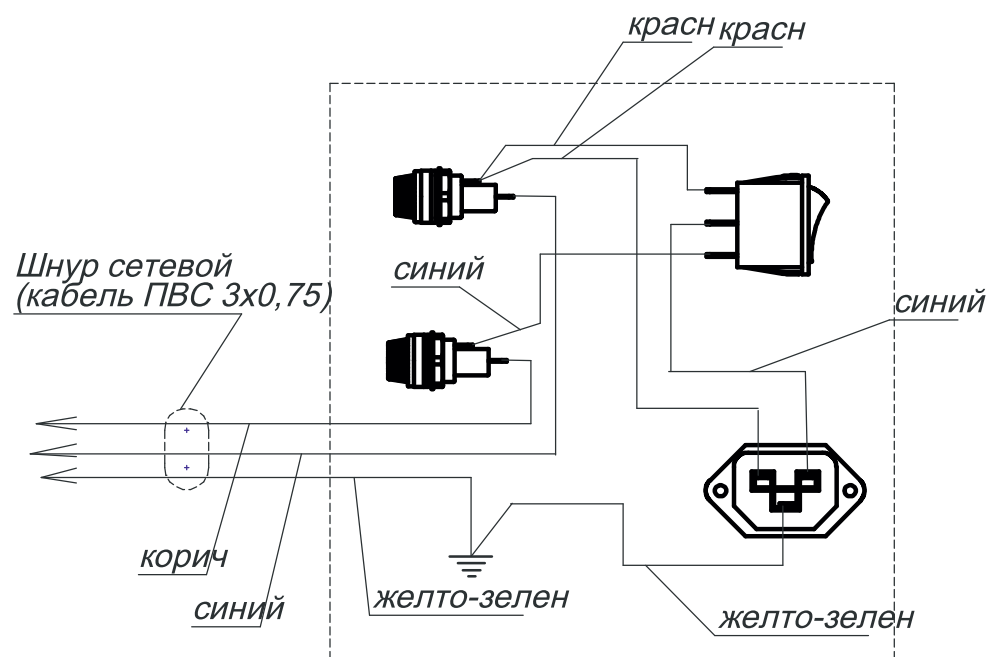 красн красн
Шнур сетевой
(кабель ПВС 3х0,75)
синий
синий
корич
синий
желто-зелен
желто-зелен